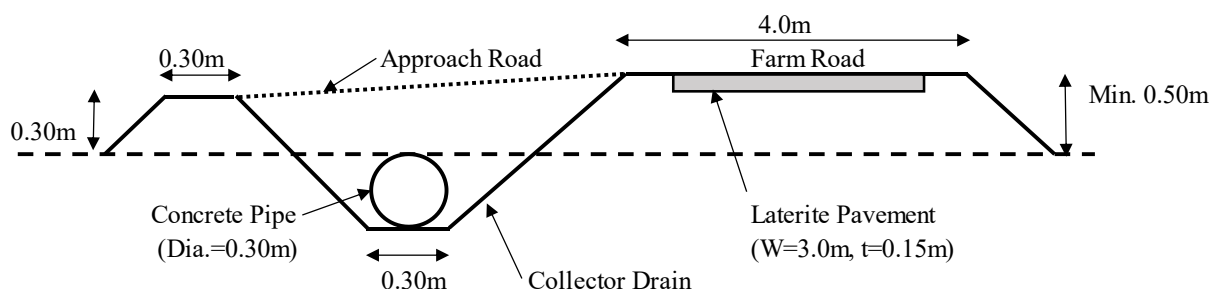 4.0m
0.30m
Approach Road
Farm Road
Min. 0.50m
0.30m
Concrete Pipe
(Dia.=0.30m)
Laterite Pavement
(W=3.0m, t=0.15m)
0.30m
Collector Drain